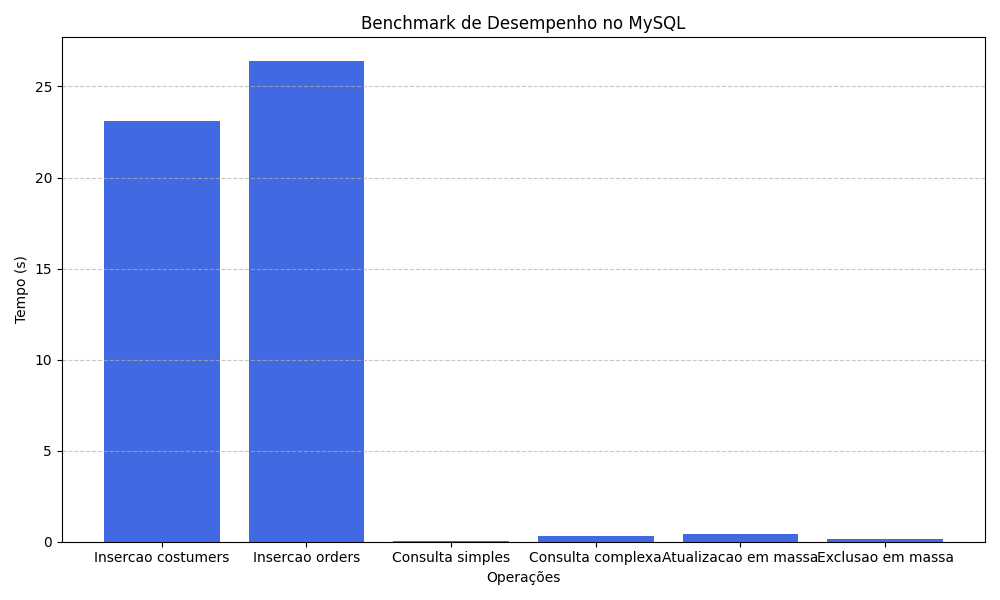 Benchmark de Desempenho no MySQL
Tempo (s)
25
20
15
10
5
0
Insercao costumers
Insercao orders
Consulta simples
Consulta complexa
Atualizacao em massa
Exclusao em massa
Operações